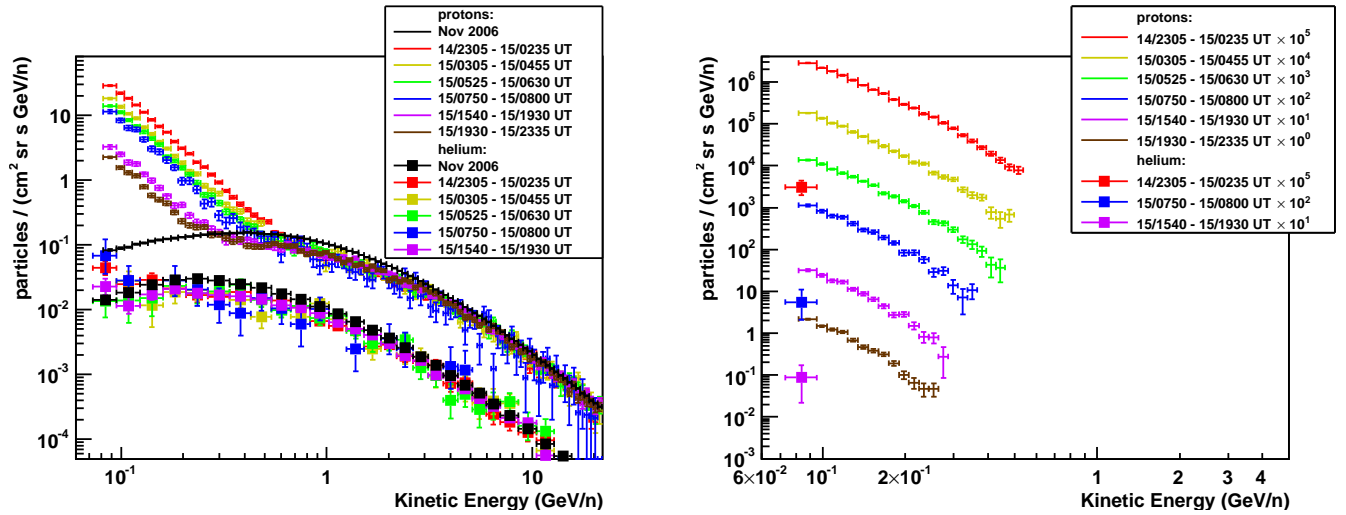 protons:
Nov 2006
14/2305 - 15/0235 UT
15/0305 - 15/0455 UT
15/0525 - 15/0630 UT
15/0750 - 15/0800 UT
15/1540 - 15/1930 UT
15/1930 - 15/2335 UT
helium:
Nov 2006
14/2305 - 15/0235 UT
15/0305 - 15/0455 UT
15/0525 - 15/0630 UT
15/0750 - 15/0800 UT
15/1540 - 15/1930 UT
particles / (cm² sr s GeV/n)
10
1
10⁻¹
10⁻²
10⁻³
10⁻⁴
10⁻¹
1
10
Kinetic Energy (GeV/n)
protons:
14/2305 - 15/0235 UT × 10⁵
15/0305 - 15/0455 UT × 10⁴
15/0525 - 15/0630 UT × 10³
15/0750 - 15/0800 UT × 10²
15/1540 - 15/1930 UT × 10¹
15/1930 - 15/2335 UT × 10⁰
helium:
14/2305 - 15/0235 UT × 10⁵
15/0750 - 15/0800 UT × 10²
15/1540 - 15/1930 UT × 10¹
particles / (cm² sr s GeV/n)
10⁶
10⁵
10⁴
10³
10²
10
1
10⁻¹
10⁻²
10⁻³
6×10⁻²
10⁻¹
2×10⁻¹
1
2
3
4
Kinetic Energy (GeV/n)